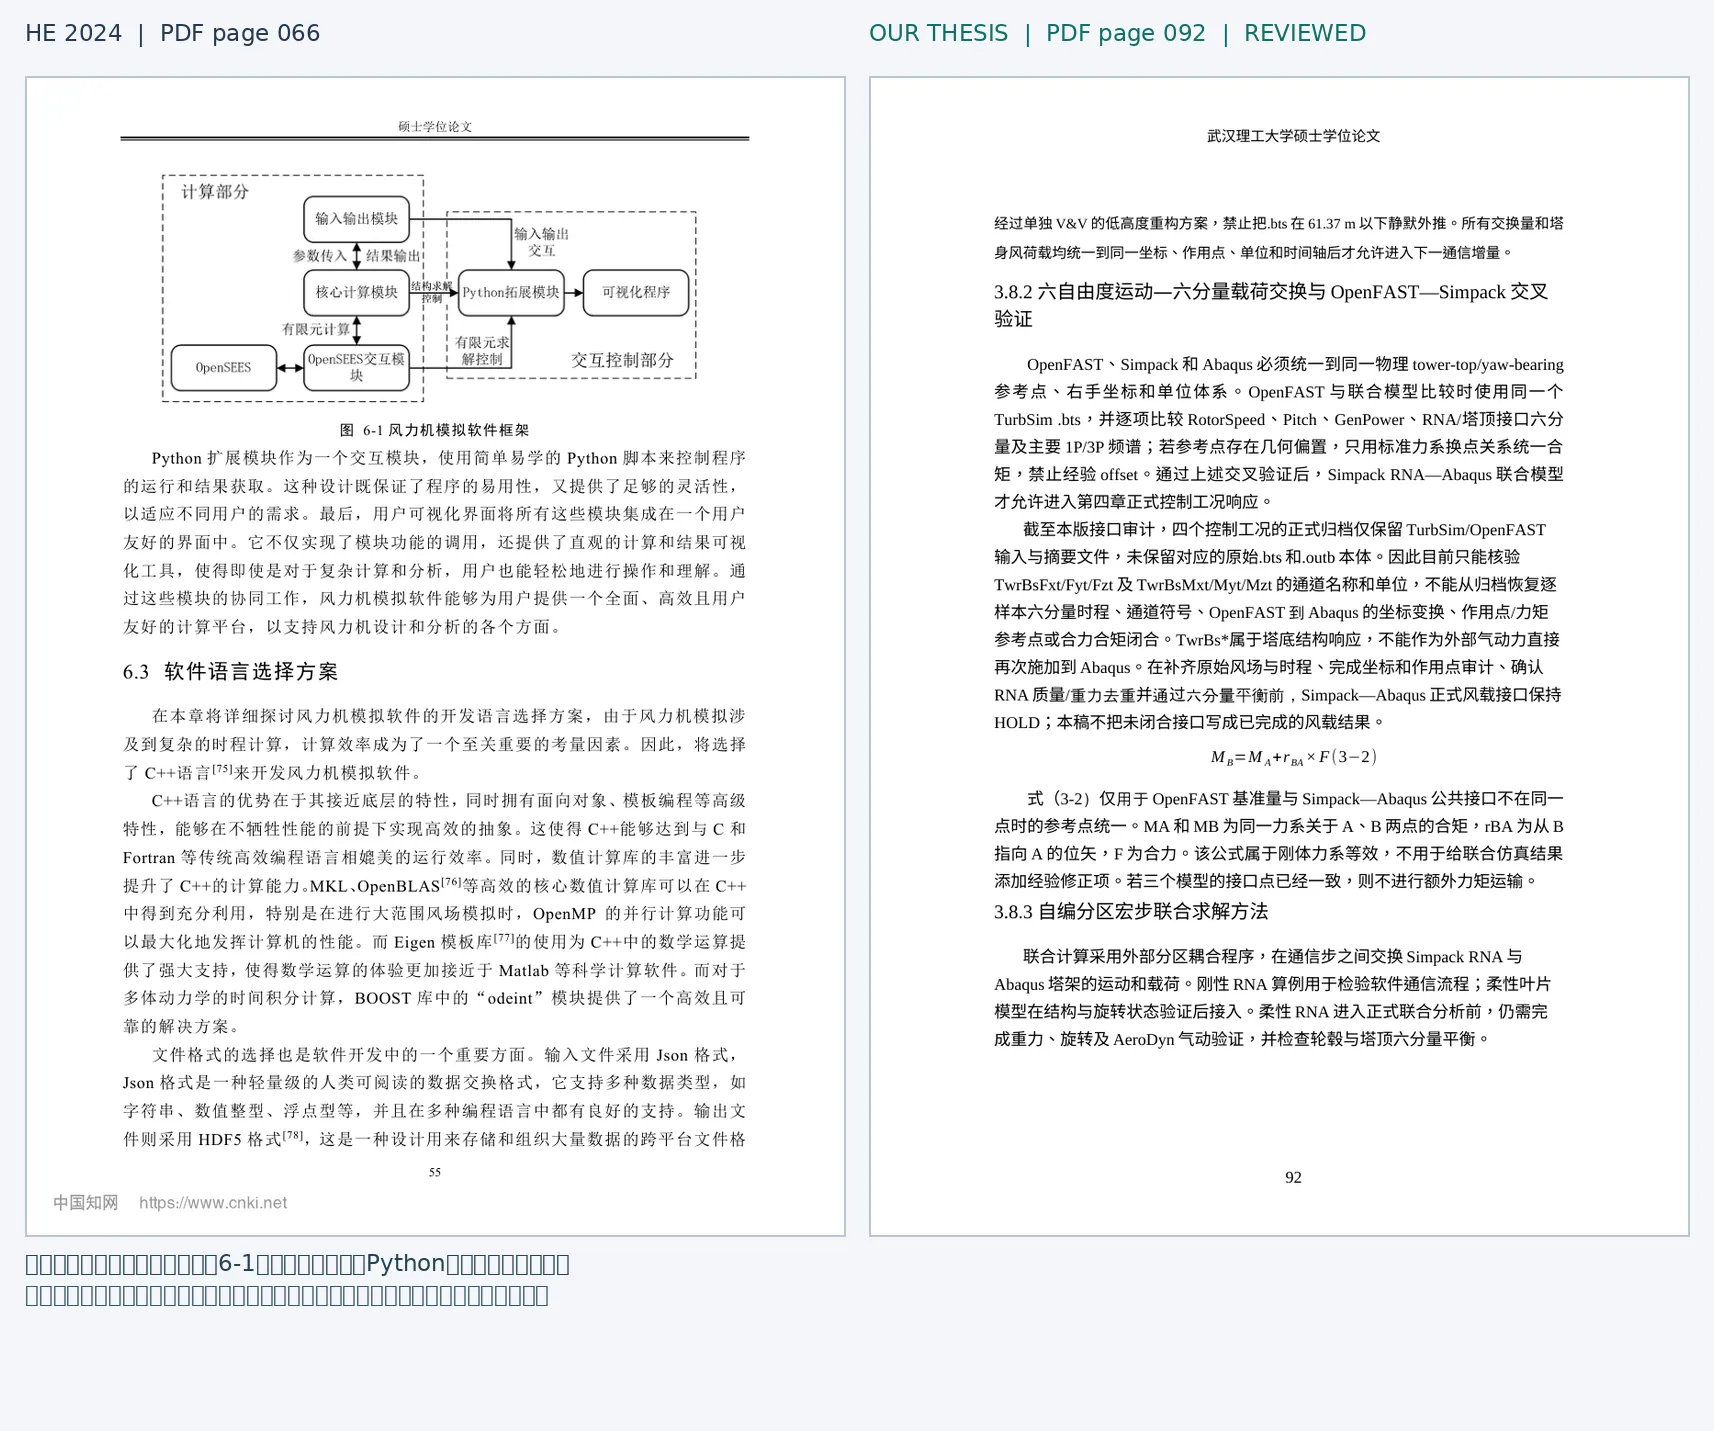 HE 2024 | PDF page 066
硕士学位论文
计算部分
输入输出模块
输入输出
交互
参数传入 结果输出
核心计算模块
结构求解
控制
Python拓展模块
可视化程序
有限元计算
有限元求
解控制
OpenSEES
OpenSEES交互模
块
交互控制部分
图 6-1 风力机模拟软件框架
Python 扩展模块作为一个交互模块，使用简单易学的 Python 脚本来控制程序
的运行和结果获取。这种设计既保证了程序的易用性，又提供了足够的灵活性，
以适应不同用户的需求。最后，用户可视化界面将所有这些模块集成在一个用户
友好的界面中。它不仅实现了模块功能的调用，还提供了直观的计算和结果可视
化工具，使得即使是对于复杂计算和分析，用户也能轻松地进行操作和理解。通
过这些模块的协同工作，风力机模拟软件能够为用户提供一个全面、高效且用户
友好的计算平台，以支持风力机设计和分析的各个方面。
6.3 软件语言选择方案
在本章将详细探讨风力机模拟软件的开发语言选择方案，由于风力机模拟涉
及到复杂的时程计算，计算效率成为了一个至关重要的考量因素。因此，将选择
了 C++语言[75]来开发风力机模拟软件。
C++语言的优势在于其接近底层的特性，同时拥有面向对象、模板编程等高级
特性，能够在不牺牲性能的前提下实现高效的抽象。这使得 C++能够达到与 C 和
Fortran 等传统高效编程语言相媲美的运行效率。同时，数值计算库的丰富进一步
提升了 C++的计算能力。MKL、OpenBLAS[76]等高效的核心数值计算库可以在 C++
中得到充分利用，特别是在进行大范围风场模拟时，OpenMP 的并行计算功能可
以最大化地发挥计算机的性能。而 Eigen 模板库[77]的使用为 C++中的数学运算提
供了强大支持，使得数学运算的体验更加接近于 Matlab 等科学计算软件。而对于
多体动力学的时间积分计算，BOOST 库中的“odeint”模块提供了一个高效且可
靠的解决方案。
文件格式的选择也是软件开发中的一个重要方面。输入文件采用 Json 格式，
Json 格式是一种轻量级的人类可阅读的数据交换格式，它支持多种数据类型，如
字符串、数值整型、浮点型等，并且在多种编程语言中都有良好的支持。输出文
件则采用 HDF5 格式[78]，这是一种设计用来存储和组织大量数据的跨平台文件格
55
中国知网 https://www.cnki.net
6-1
Python
OUR THESIS | PDF page 092 | REVIEWED
武汉理工大学硕士学位论文
经过单独 V&V 的低高度重构方案，禁止把.bts 在 61.37 m 以下静默外推。所有交换量和塔
身风荷载均统一到同一坐标、作用点、单位和时间轴后才允许进入下一通信增量。
3.8.2 六自由度运动—六分量载荷交换与 OpenFAST—Simpack 交叉
验证
OpenFAST、Simpack 和 Abaqus 必须统一到同一物理 tower-top/yaw-bearing
参考点、右手坐标和单位体系。OpenFAST 与联合模型比较时使用同一个
TurbSim .bts，并逐项比较 RotorSpeed、Pitch、GenPower、RNA/塔顶接口六分
量及主要 1P/3P 频谱；若参考点存在几何偏置，只用标准力系换点关系统一合
矩，禁止经验 offset。通过上述交叉验证后，Simpack RNA—Abaqus 联合模型
才允许进入第四章正式控制工况响应。
截至本版接口审计，四个控制工况的正式归档仅保留 TurbSim/OpenFAST
输入与摘要文件，未保留对应的原始.bts 和.outb 本体。因此目前只能核验
TwrBsFxt/Fyt/Fzt 及 TwrBsMxt/Myt/Mzt 的通道名称和单位，不能从归档恢复逐
样本六分量时程、通道符号、OpenFAST 到 Abaqus 的坐标变换、作用点/力矩
参考点或合力合矩闭合。TwrBs*属于塔底结构响应，不能作为外部气动力直接
再次施加到 Abaqus。在补齐原始风场与时程、完成坐标和作用点审计、确认
RNA 质量/重力去重并通过六分量平衡前，Simpack—Abaqus 正式风载接口保持
HOLD；本稿不把未闭合接口写成已完成的风载结果。
M_B=M_A+r_BA×F(3−2)
式（3-2）仅用于 OpenFAST 基准量与 Simpack—Abaqus 公共接口不在同一
点时的参考点统一。MA 和 MB 为同一力系关于 A、B 两点的合矩，rBA 为从 B
指向 A 的位矢，F 为合力。该公式属于刚体力系等效，不用于给联合仿真结果
添加经验修正项。若三个模型的接口点已经一致，则不进行额外力矩运输。
3.8.3 自编分区宏步联合求解方法
联合计算采用外部分区耦合程序，在通信步之间交换 Simpack RNA 与
Abaqus 塔架的运动和载荷。刚性 RNA 算例用于检验软件通信流程；柔性叶片
模型在结构与旋转状态验证后接入。柔性 RNA 进入正式联合分析前，仍需完
成重力、旋转及 AeroDyn 气动验证，并检查轮毂与塔顶六分量平衡。
92